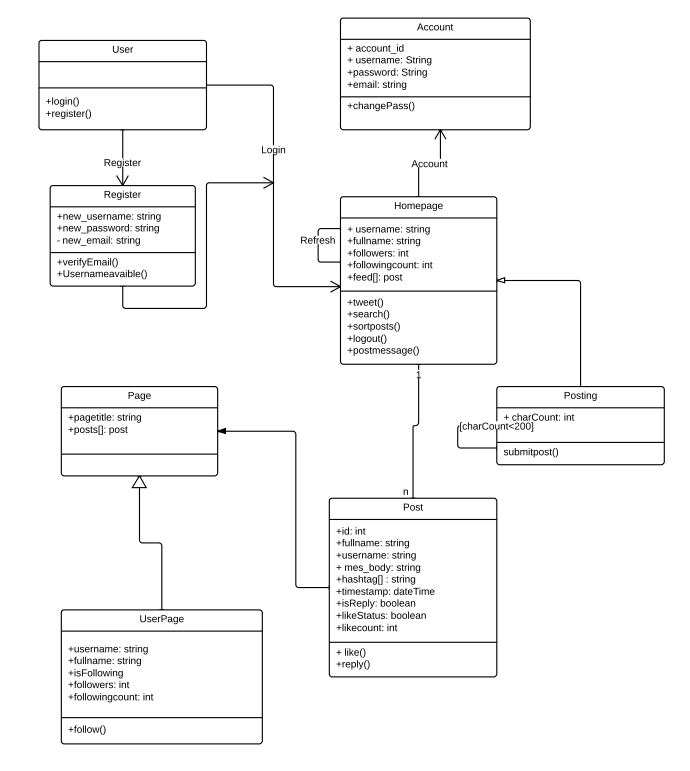 Account
+ account_id
+ username: String
+password: String
+email: string
+changePass()
User
+login()
+register()
Login
Register
Account
Register
+new_username: string
+new_password: string
- new_email: string
+verifyEmail()
+Usernameavaible()
Homepage
+ username: string
+fullname: string
+followers: int
+followingcount: int
+feed[]: post
Refresh
+tweet()
+search()
+sortposts()
+logout()
+postmessage()
1
Page
+pagetitle: string
+posts[]: post
Posting
+ charCount: int
[charCount<200]
submitpost()
n
Post
+id: int
+fullname: string
+username: string
+ mes_body: string
+hashtag[] : string
+timestamp: dateTime
+isReply: boolean
+likeStatus: boolean
+likecount: int
+ like()
+reply()
UserPage
+username: string
+fullname: string
+isFollowing
+followers: int
+followingcount: int
+follow()